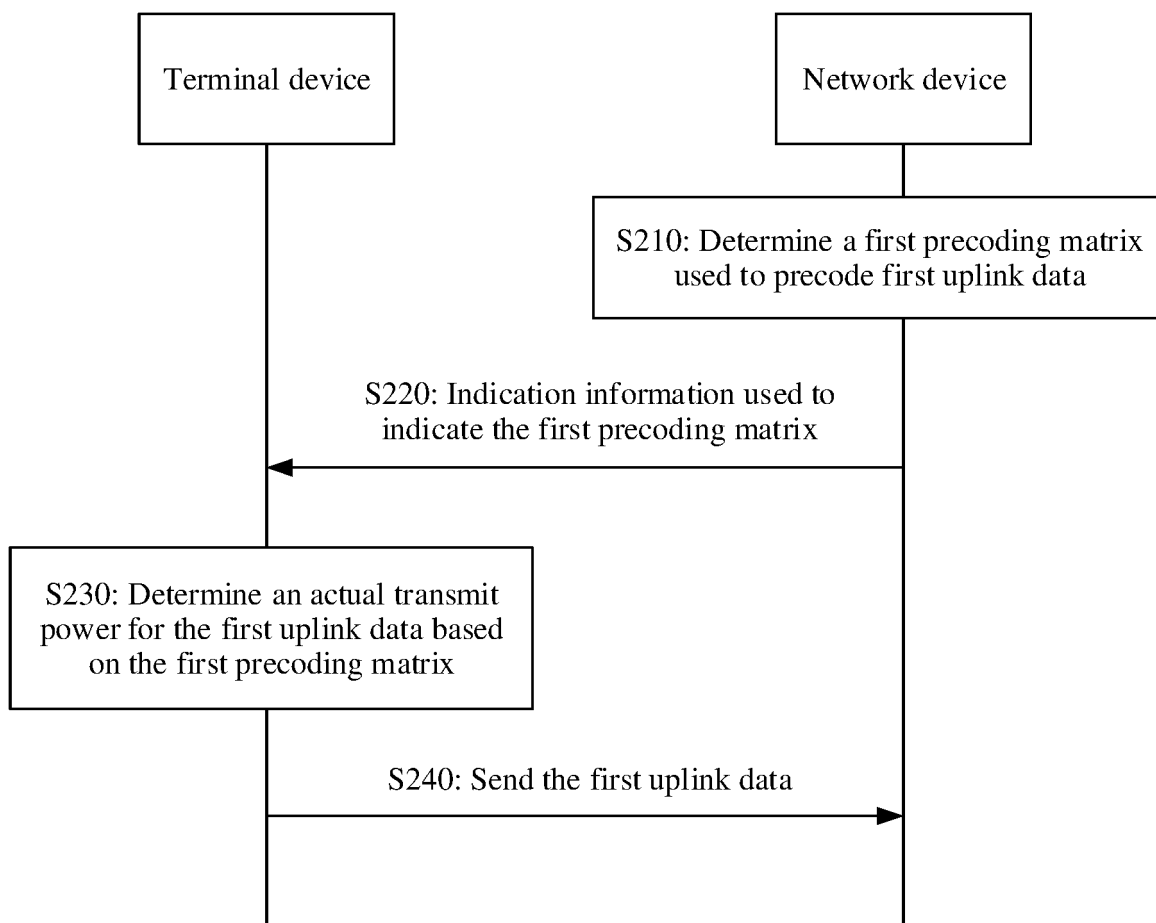 Terminal device
Network device
S210: Determine a first precoding matrix
used to precode first uplink data
S220: Indication information used to
indicate the first precoding matrix
S230: Determine an actual transmit
power for the first uplink data based
on the first precoding matrix
S240: Send the first uplink data